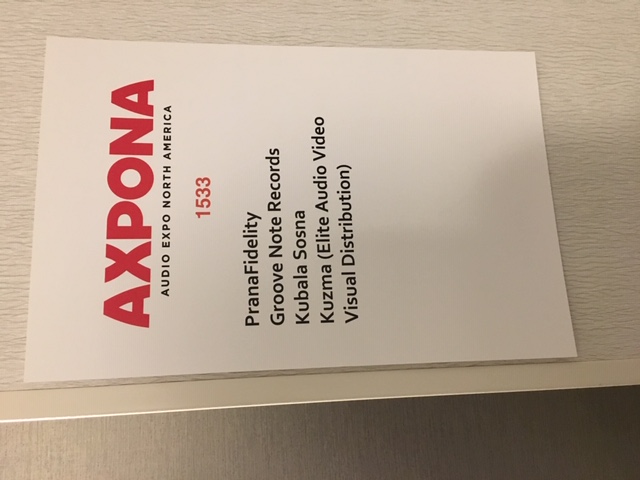 AXPONA
AUDIO EXPO NORTH AMERICA
1533
PranaFidelity
Groove Note Records
Kubala Sosna
Kuzma (Elite Audio Video
Visual Distribution)